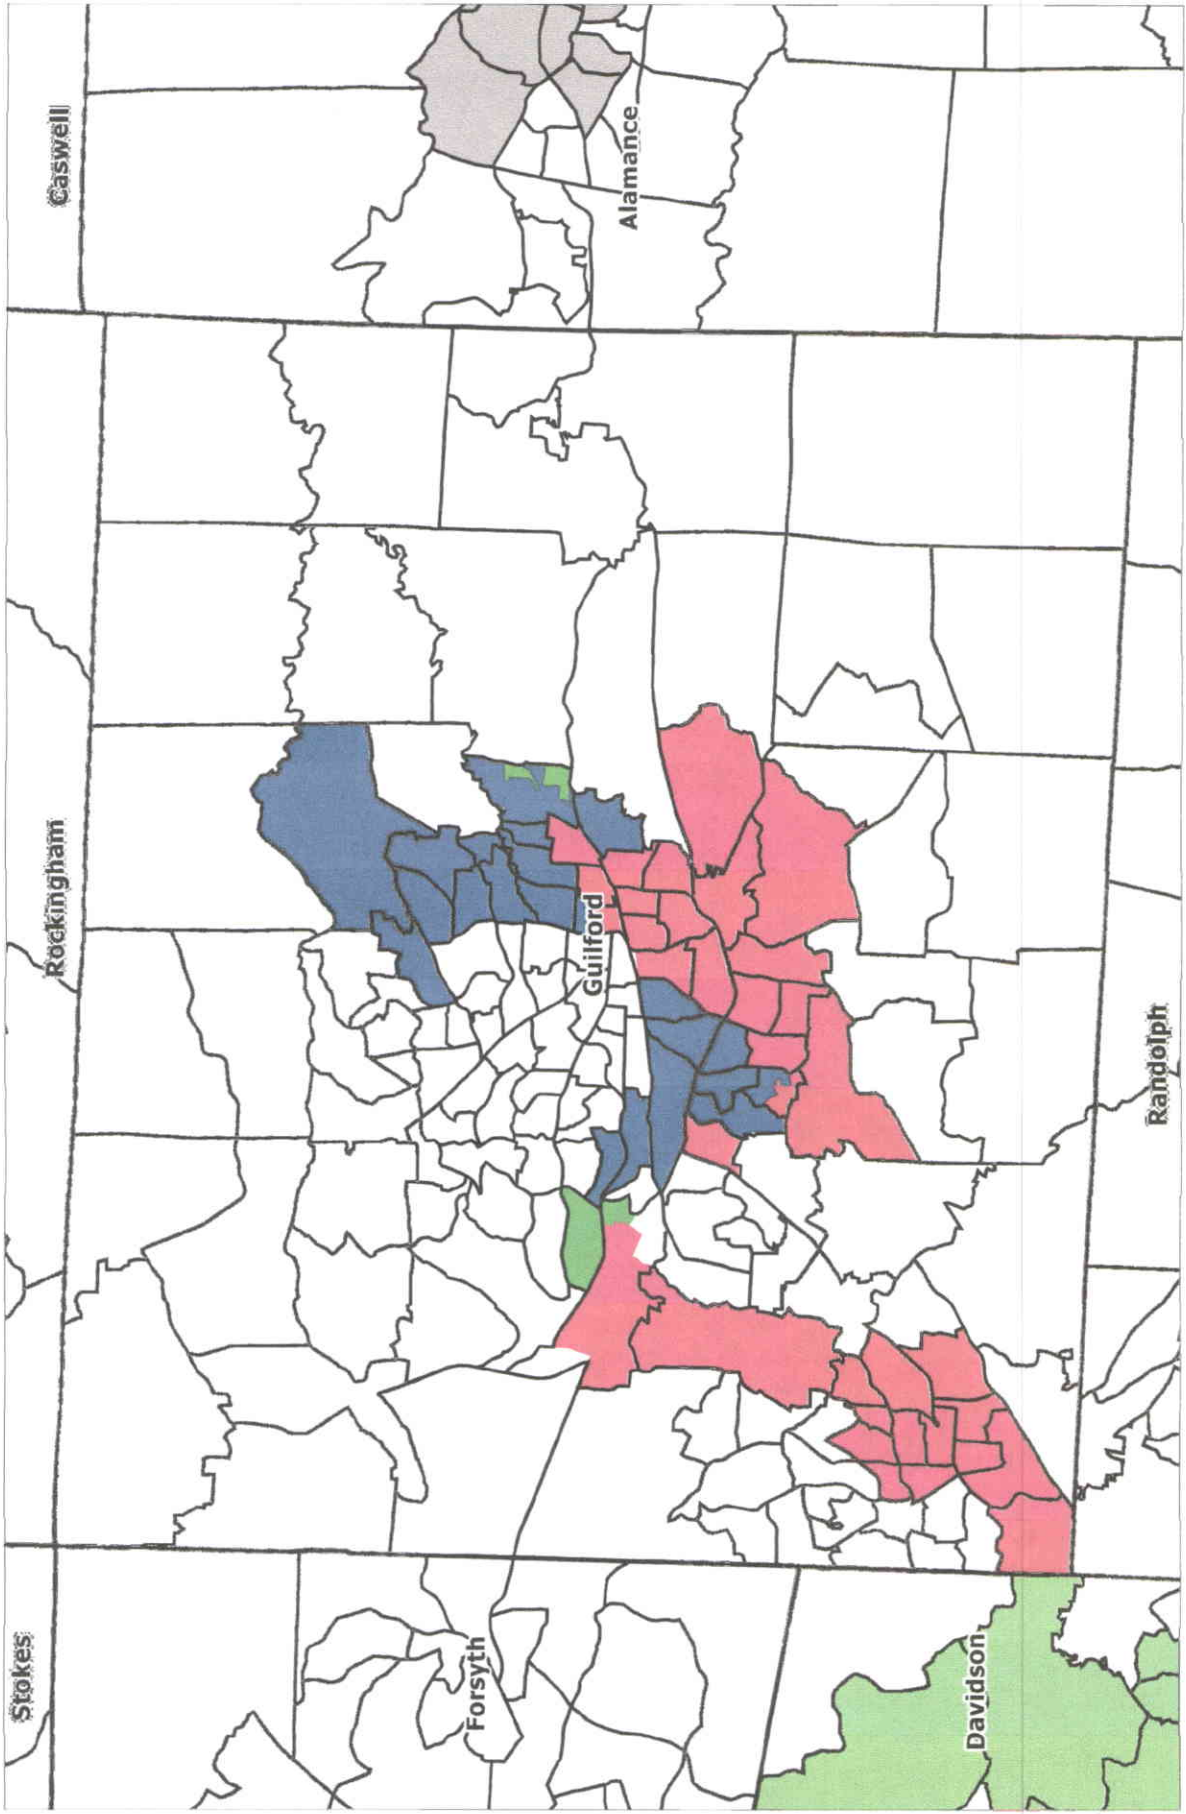 Stokes
Rockingham
Caswell
Forsyth
Guilford
Alamance
Davidson
Randolph